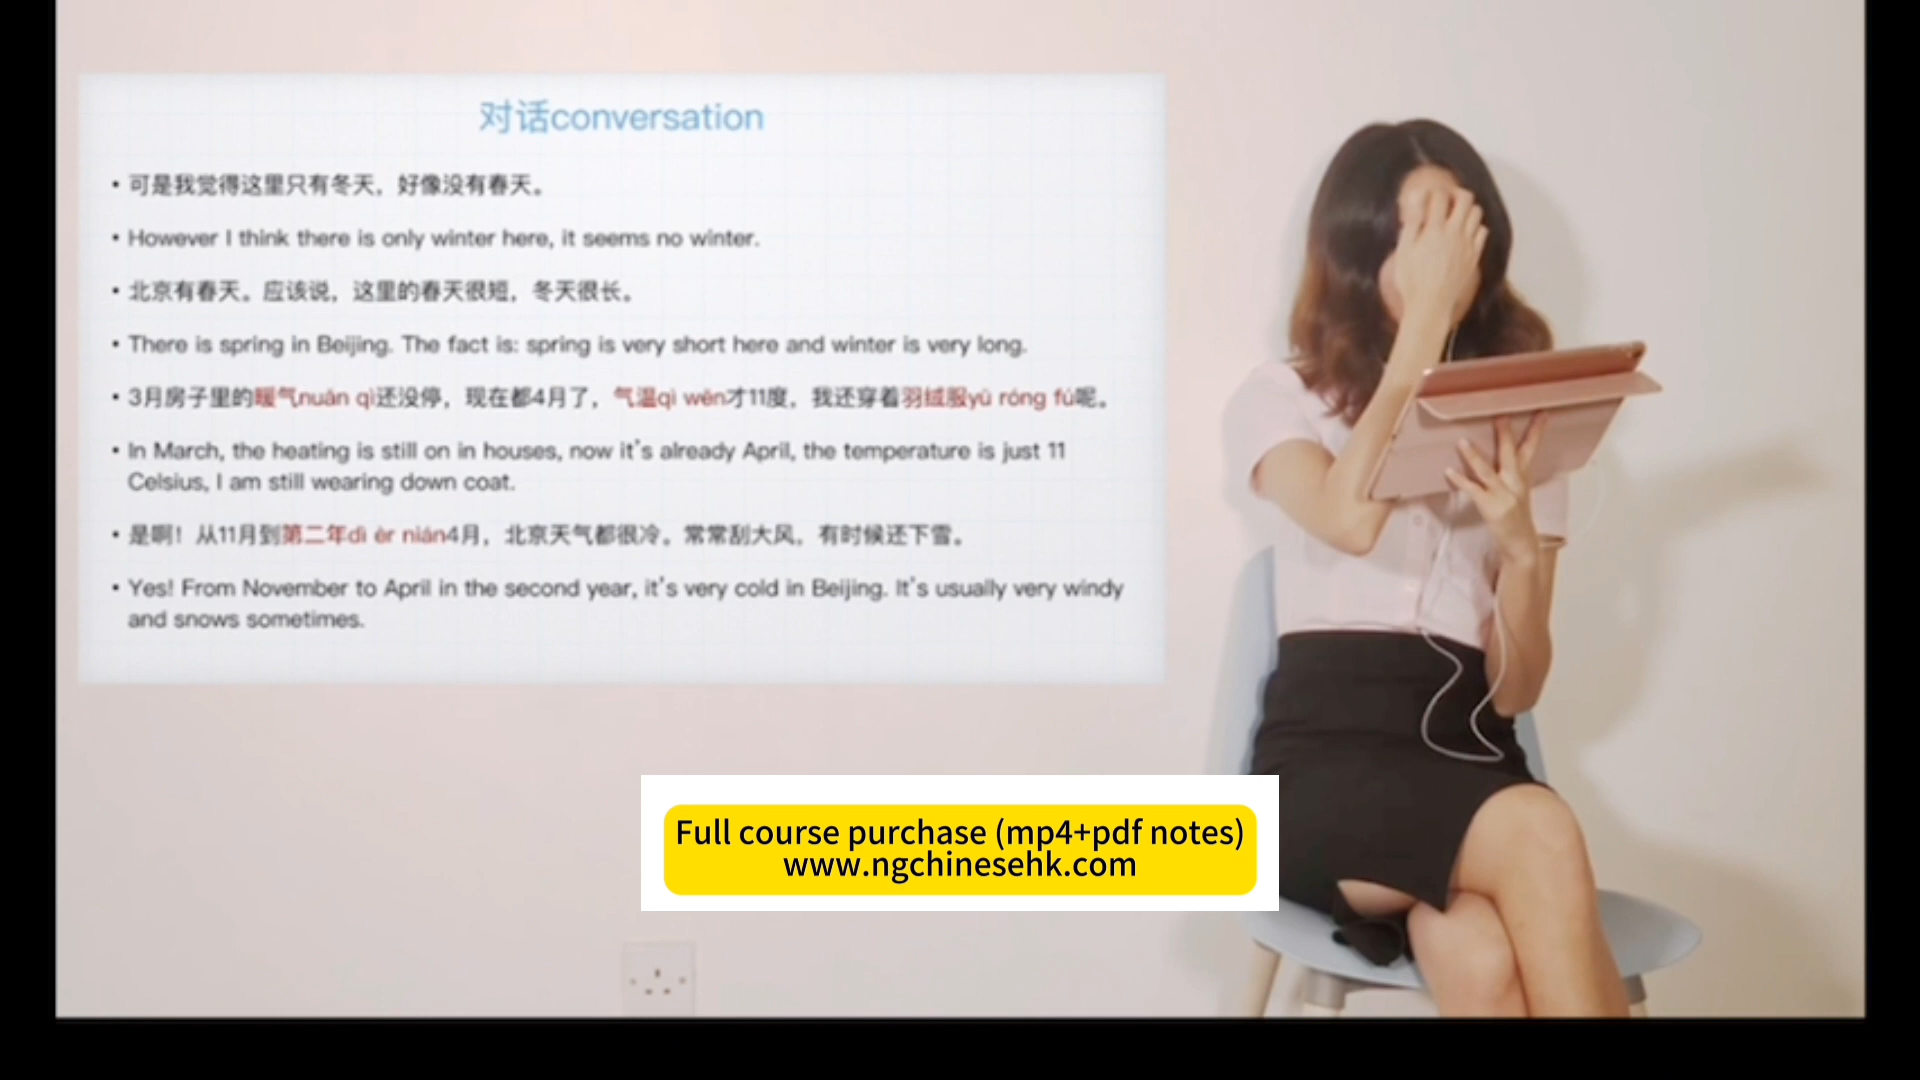 对话conversation
• 可是我觉得这里只有冬天，好像没有春天。
• However I think there is only winter here, it seems no winter.
• 北京有春天。应该说，这里的春天很短，冬天很长。
• There is spring in Beijing. The fact is: spring is very short here and winter is very long.
• 3月房子里的暖气nuǎn qì还没停，现在都4月了，气温qì wēn才11度，我还穿着羽绒服yǔ róng fú呢。
• In March, the heating is still on in houses, now it's already April, the temperature is just 11
Celsius, I am still wearing down coat.
• 是啊！从11月到第二年dì èr nián4月，北京天气都很冷。常常刮大风，有时候还下雪。
• Yes! From November to April in the second year, it's very cold in Beijing. It's usually very windy
and snows sometimes.
Full course purchase (mp4+pdf notes)
www.ngchinesehk.com